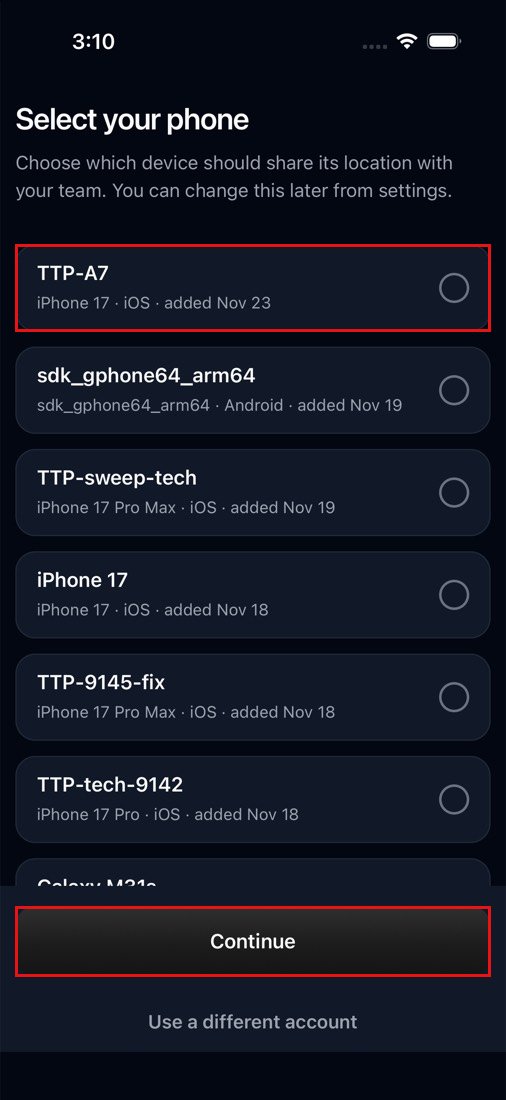 3:10
Select your phone
Choose which device should share its location with
your team. You can change this later from settings.
TTP-A7
iPhone 17 · iOS · added Nov 23
sdk_gphone64_arm64
sdk_gphone64_arm64 · Android · added Nov 19
TTP-sweep-tech
iPhone 17 Pro Max · iOS · added Nov 19
iPhone 17
iPhone 17 · iOS · added Nov 18
TTP-9145-fix
iPhone 17 Pro Max · iOS · added Nov 18
TTP-tech-9142
iPhone 17 Pro · iOS · added Nov 18
Galaxy M31s
Continue
Use a different account